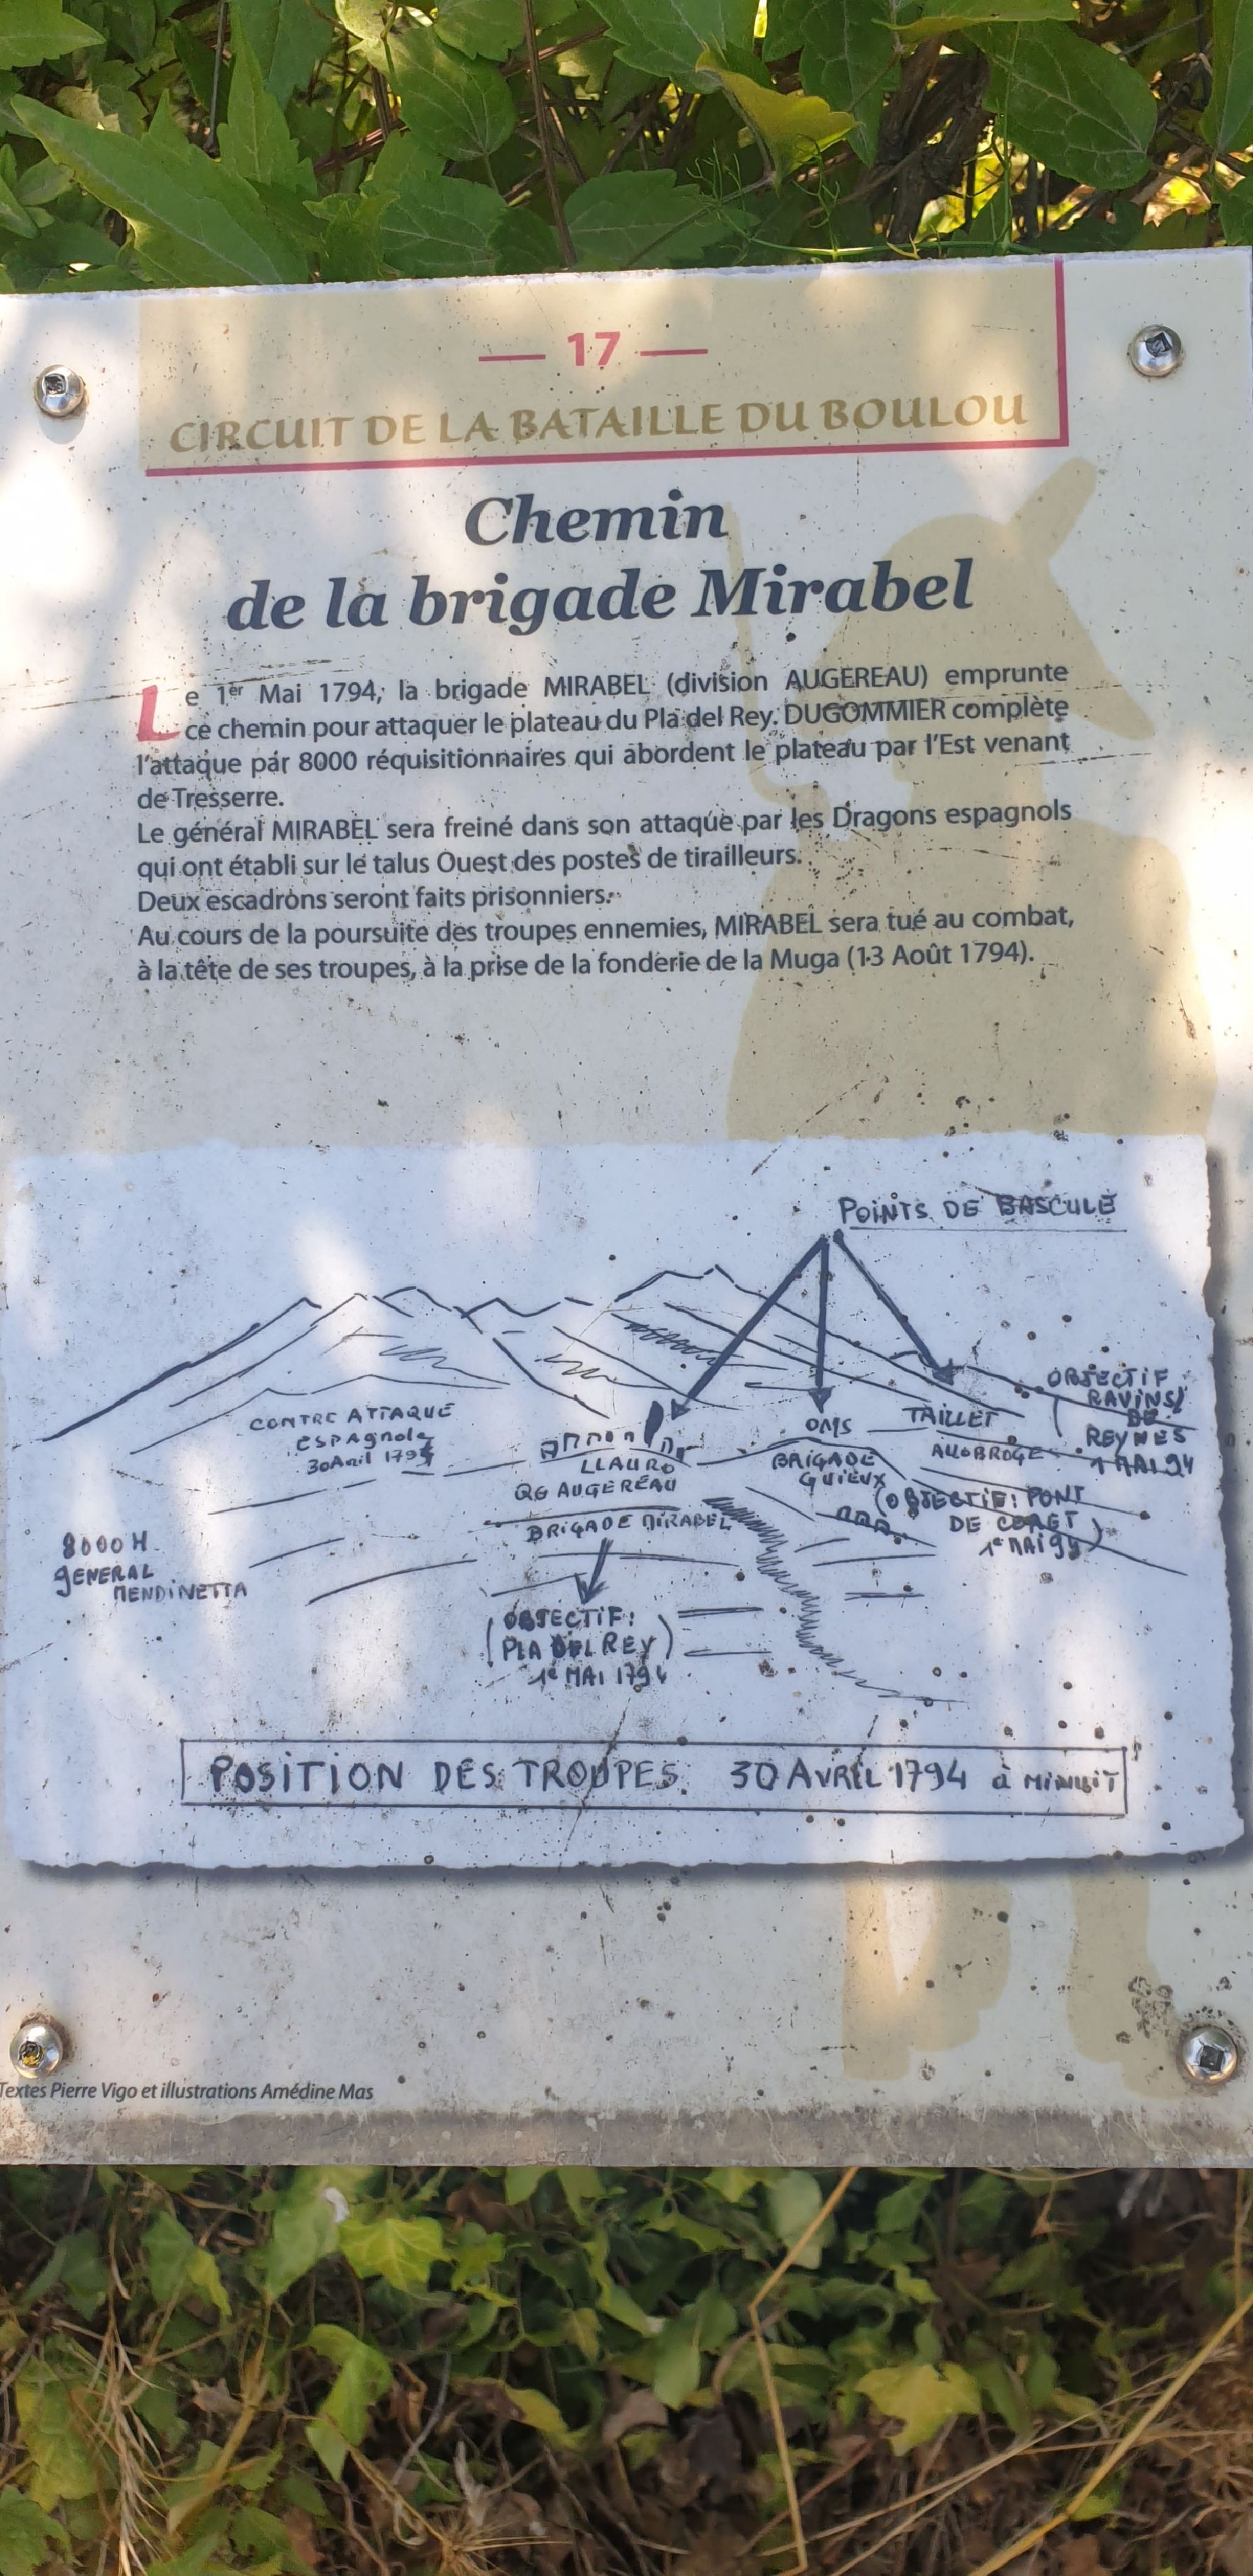 — 17 —
CIRCUIT DE LA BATAILLE DU BOULOU
Chemin
de la brigade Mirabel
Le 1er Mai 1794, la brigade MIRABEL (division AUGEREAU) emprunte
ce chemin pour attaquer le plateau du Pla del Rey. DUGOMMIER complète
l'attaque par 8000 réquisitionnaires qui abordent le plateau par l'Est venant
de Tresserre.
Le général MIRABEL sera freiné dans son attaque par les Dragons espagnols
qui ont établi sur le talus Ouest des postes de tirailleurs.
Deux escadrons seront faits prisonniers.
Au cours de la poursuite des troupes ennemies, MIRABEL sera tué au combat,
à la tête de ses troupes, à la prise de la fonderie de la Muga (13 Août 1794).
POINTS DE BASCULE
CONTRE ATTAQUE
ESPAGNOLE
30 Avril 1794
LLAURO
QG AUGEREAU
BRIGADE MIRABEL
OMS
BRIGADE
GUIEUX
TAILLET
ALLOBROGE
OBJECTIF
RAVINS
DE
REYNES
1 MAI 94
(OBJECTIF: PONT
DE CERET
1e MAI 94)
8000 H
GENERAL
MENDINETTA
(OBJECTIF:
PLA DEL REY)
1e MAI 1794
POSITION DES TROUPES 30 AVRIL 1794 à MINUIT
Textes Pierre Vigo et illustrations Amédine Mas